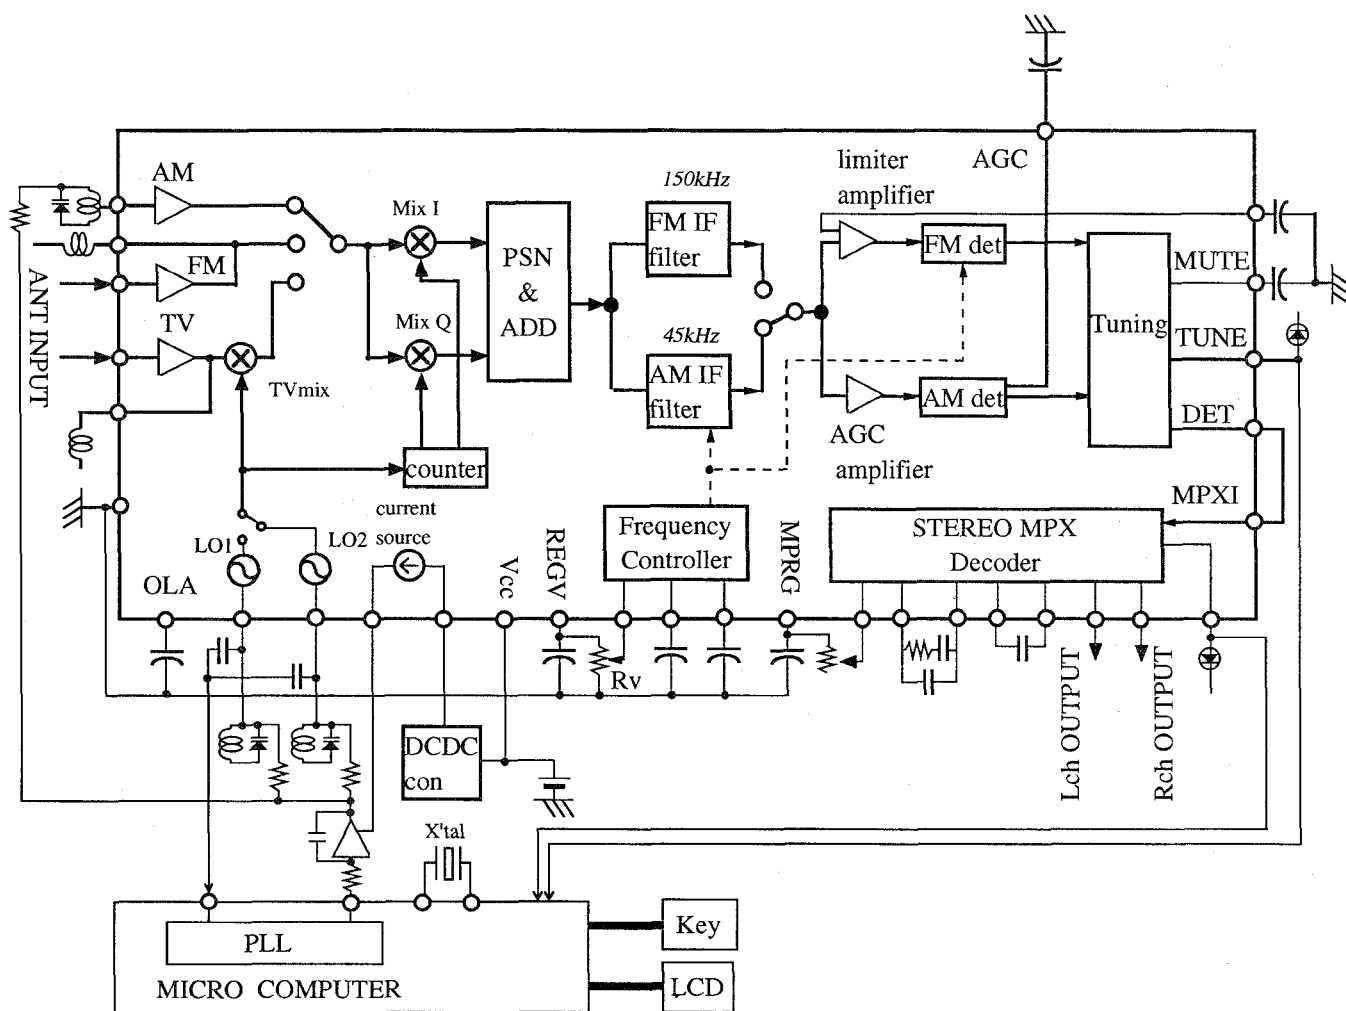 AGC
limiter
amplifier
AM
150kHz
Mix I
FM IF
filter
PSN
&
ADD
FM det
MUTE
FM
ANT INPUT
TV
Mix Q
45kHz
Tuning
TUNE
TVmix
AM IF
filter
AM det
DET
AGC
amplifier
counter
MPXI
current
source
Frequency
Controller
STEREO MPX
Decoder
LO1
LO2
OLA
Vcc
REGV
MPRG
Rv
Lch OUTPUT
Rch OUTPUT
DCDC
con
X'tal
Key
PLL
MICRO COMPUTER
LCD